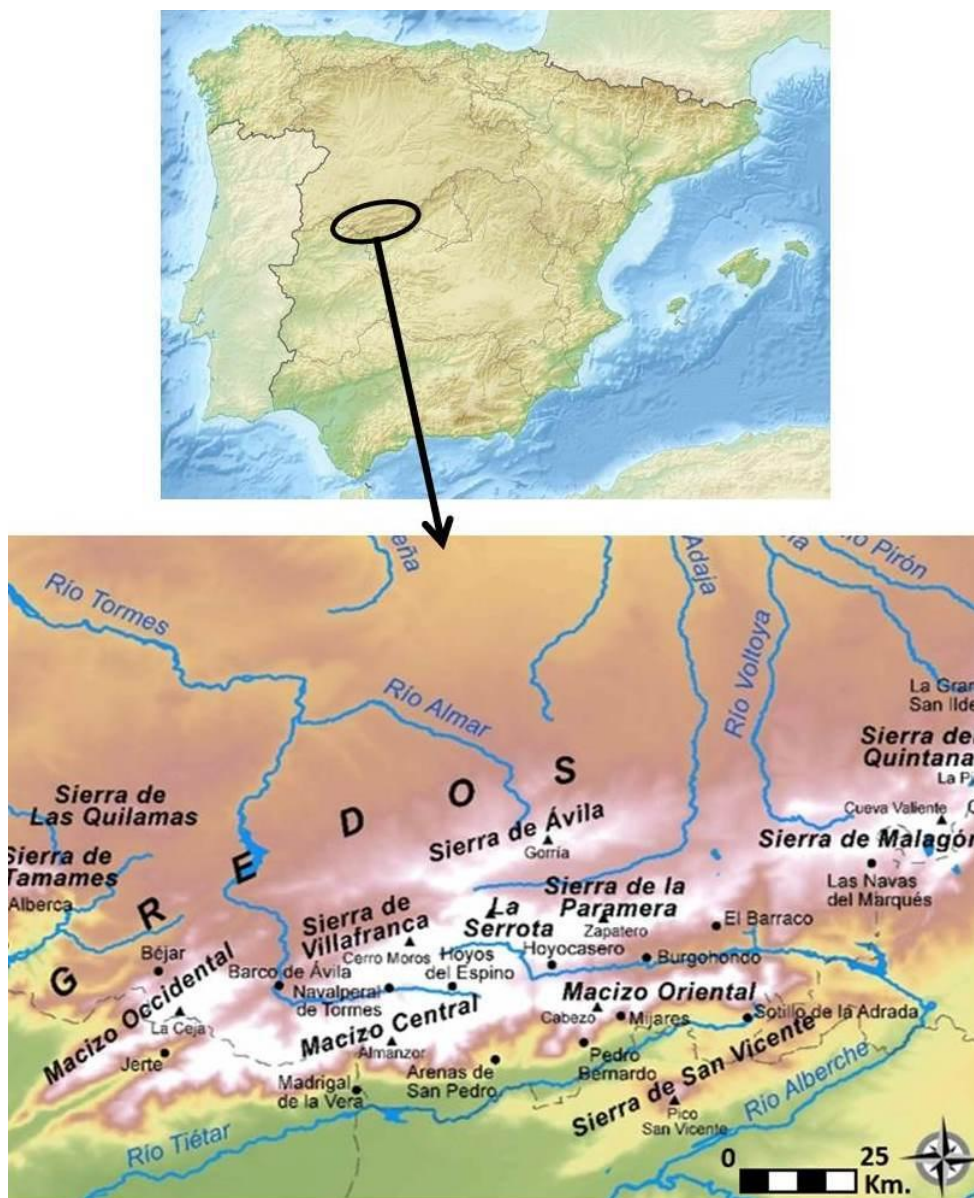 eña
Adaja
Río Pirón
Río Tormes
Río Voltoya
Río Almar
La Gran
San Ilde
Sierra de
Quintana
La P
Sierra de
Las Quilamas
GREDOS
Cueva Valiente
Sierra de Ávila
Gorría
Sierra de Malagón
Sierra de
Tamames
Alberca
Las Navas
del Marqués
Sierra de la
Paramera
Zapatero
La
Serrota
Sierra de
Villafranca
Cerro Moros
El Barraco
Béjar
Hoyos
del Espino
Hoyocasero
Burgohondo
Barco de Ávila
Navalperal
de Tormes
Macizo Occidental
La Ceja
Macizo Oriental
Cabezo
Mijares
Sotillo de la Adrada
Macizo Central
Almanzor
Jerte
Arenas de
San Pedro
Pedro
Bernardo
Madrigal
de la Vera
Sierra de San Vicente
Pico
San Vicente
Río Alberche
Río Tiétar
0 25
Km.